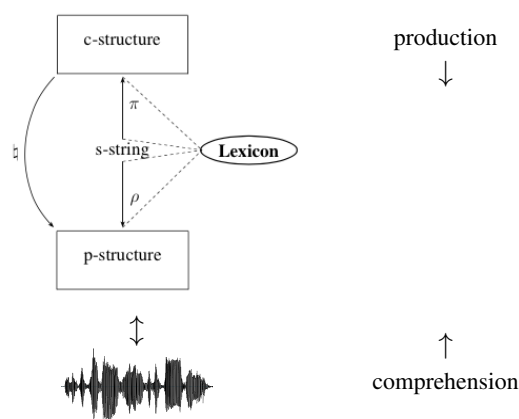 c-structure
production
↓
π
s-string
Lexicon
ρ
p-structure
↕
↑
comprehension